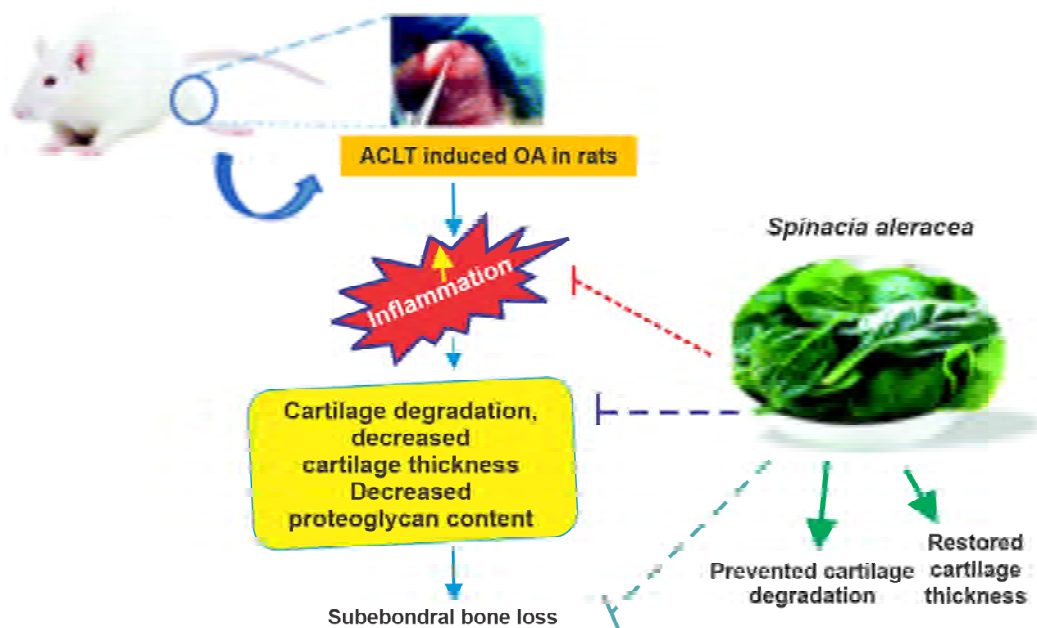 ACLT induced OA in rats
Inflammation
Spinacia aleracea
Cartilage degradation,
decreased
cartilage thickness
Decreased
proteoglycan content
Subebondral bone loss
Prevented cartilage
degradation
Restored
cartilage
thickness